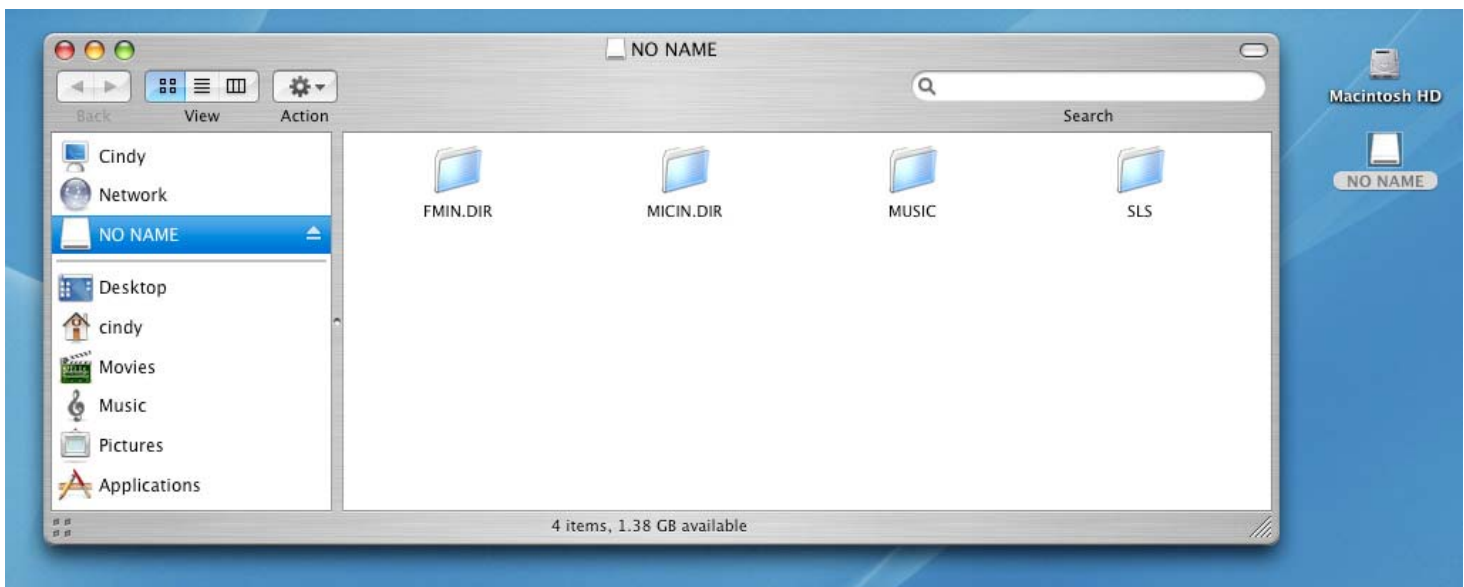 NO NAME
Back
View
Action
Search
Cindy
Network
NO NAME
Desktop
cindy
Movies
Music
Pictures
Applications
FMIN.DIR
MICIN.DIR
MUSIC
SLS
4 items, 1.38 GB available
Macintosh HD
NO NAME